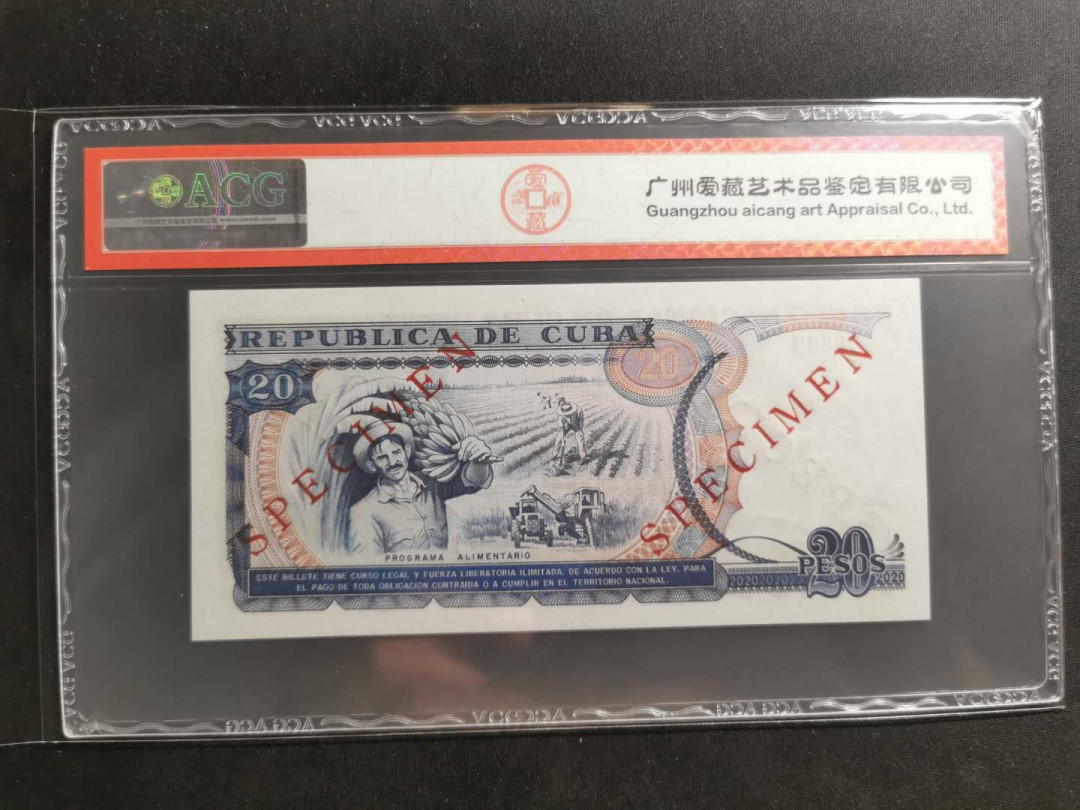 ACG
爱
藏
广州爱藏艺术品鉴定有限公司
Guangzhou aicang art Appraisal Co., Ltd.
REPUBLICA DE CUBA
20
20
SPECIMEN
SPECIMEN
PROGRAMA ALIMENTARIO
ESTE BILLETE TIENE CURSO LEGAL Y FUERZA LIBERATORIA ILIMITADA, DE ACUERDO CON LA LEY, PARA
EL PAGO DE TODA OBLIGACION CONTRAIDA O A CUMPLIR EN EL TERRITORIO NACIONAL.
20
PESOS